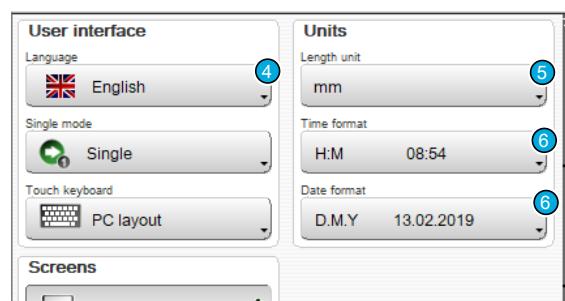 User interface
Language
4
English
Single mode
1
Single
Touch keyboard
PC layout
Screens
Units
Length unit
5
mm
Time format
6
H:M 08:54
Date format
6
D.M.Y 13.02.2019